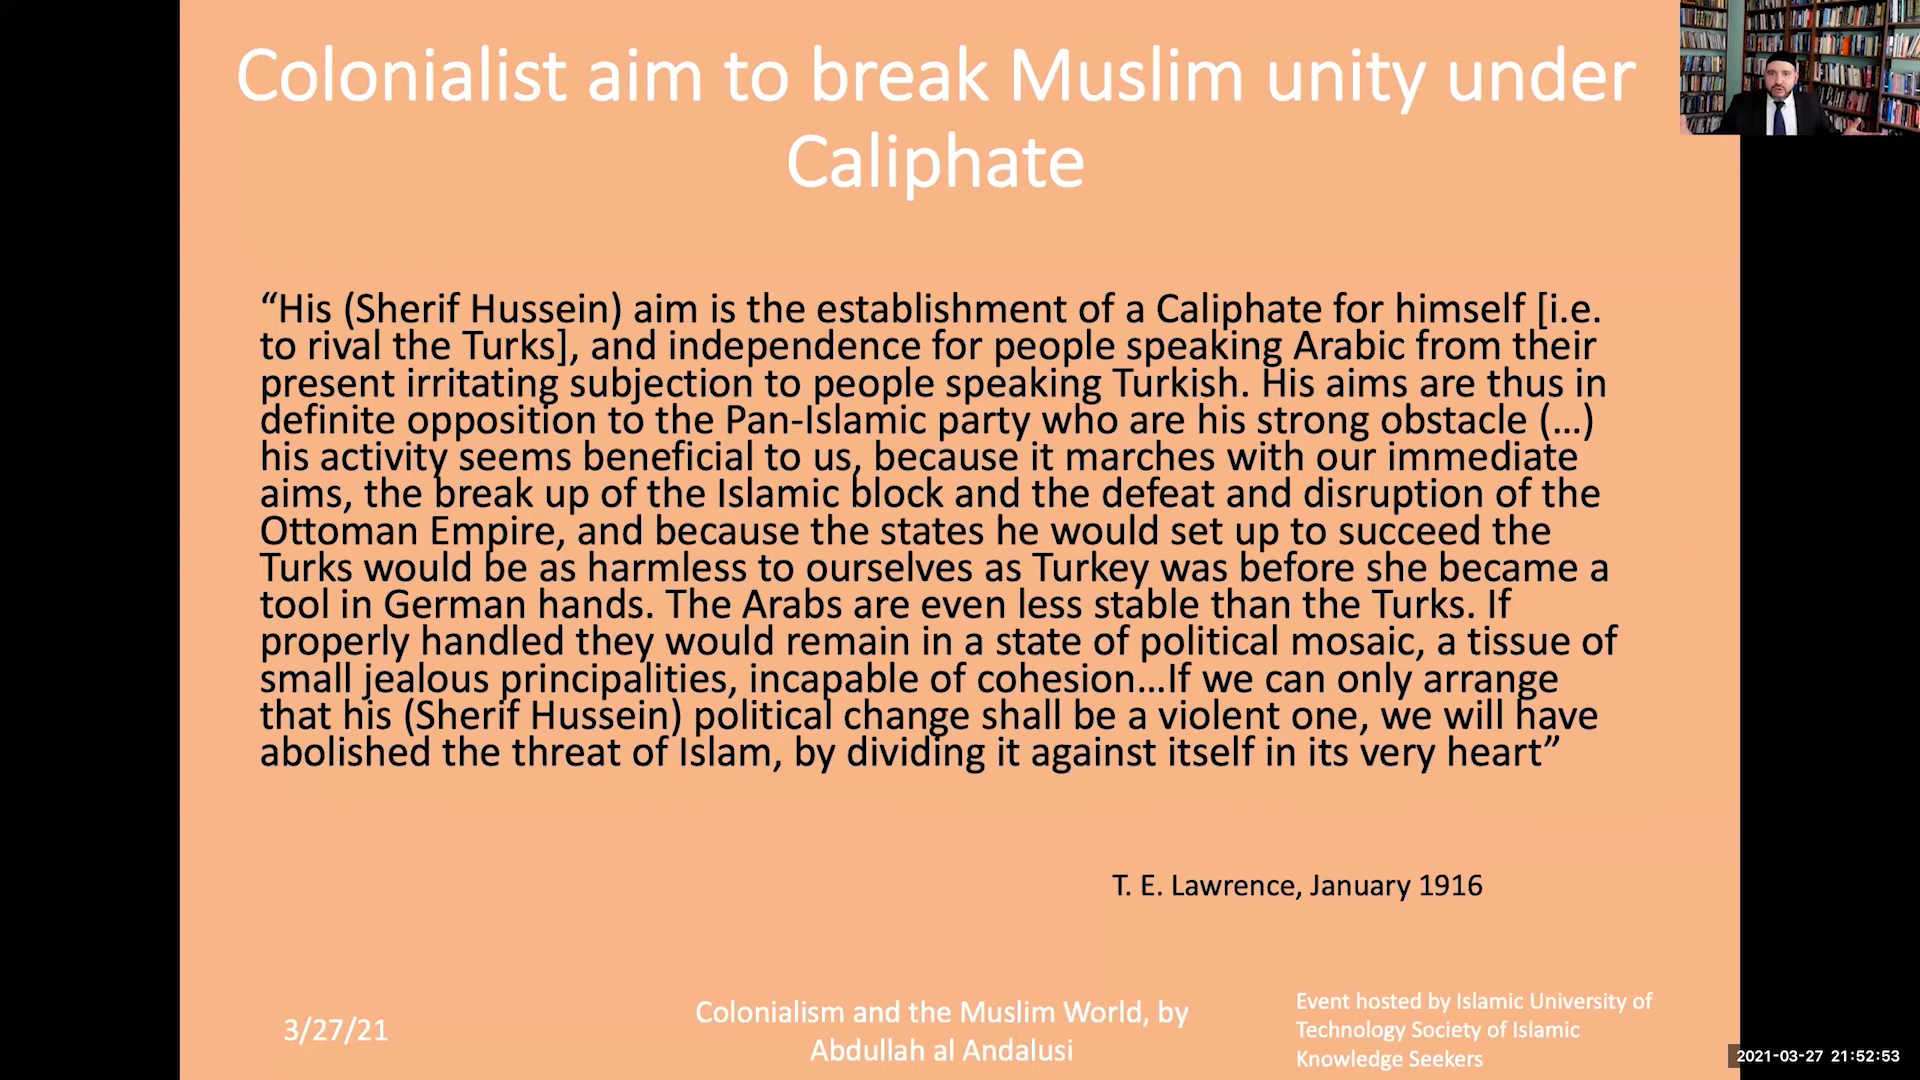 Colonialist aim to break Muslim unity under
Caliphate
“His (Sherif Hussein) aim is the establishment of a Caliphate for himself [i.e.
to rival the Turks], and independence for people speaking Arabic from their
present irritating subjection to people speaking Turkish. His aims are thus in
definite opposition to the Pan-Islamic party who are his strong obstacle (...)
his activity seems beneficial to us, because it marches with our immediate
aims, the break up of the Islamic block and the defeat and disruption of the
Ottoman Empire, and because the states he would set up to succeed the
Turks would be as harmless to ourselves as Turkey was before she became a
tool in German hands. The Arabs are even less stable than the Turks. If
properly handled they would remain in a state of political mosaic, a tissue of
small jealous principalities, incapable of cohesion...If we can only arrange
that his (Sherif Hussein) political change shall be a violent one, we will have
abolished the threat of Islam, by dividing it against itself in its very heart”
T. E. Lawrence, January 1916
3/27/21
Colonialism and the Muslim World, by
Abdullah al Andalusi
Event hosted by Islamic University of
Technology Society of Islamic
Knowledge Seekers
2021-03-27 21:52:53